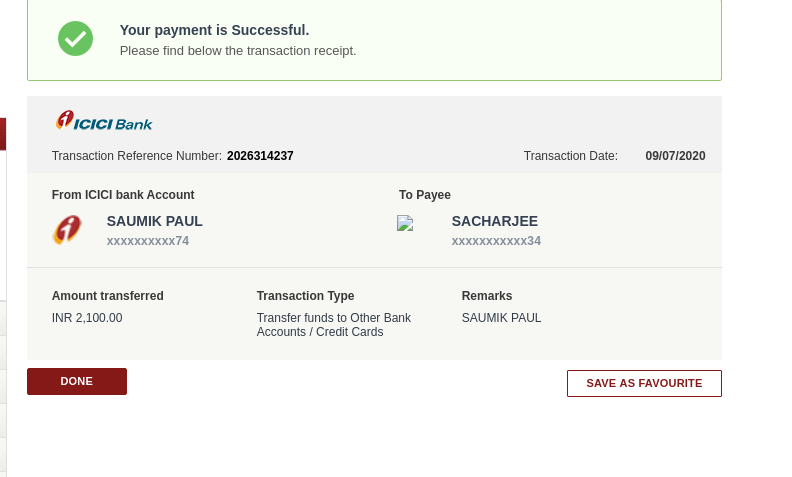 Your payment is Successful.
Please find below the transaction receipt.
ICICI Bank
Transaction Reference Number: 2026314237
Transaction Date: 09/07/2020
From ICICI bank Account
To Payee
SAUMIK PAUL
xxxxxxxxxx74
SACHARJEE
xxxxxxxxxxx34
Amount transferred
Transaction Type
Remarks
INR 2,100.00
Transfer funds to Other Bank
Accounts / Credit Cards
SAUMIK PAUL
DONE
SAVE AS FAVOURITE